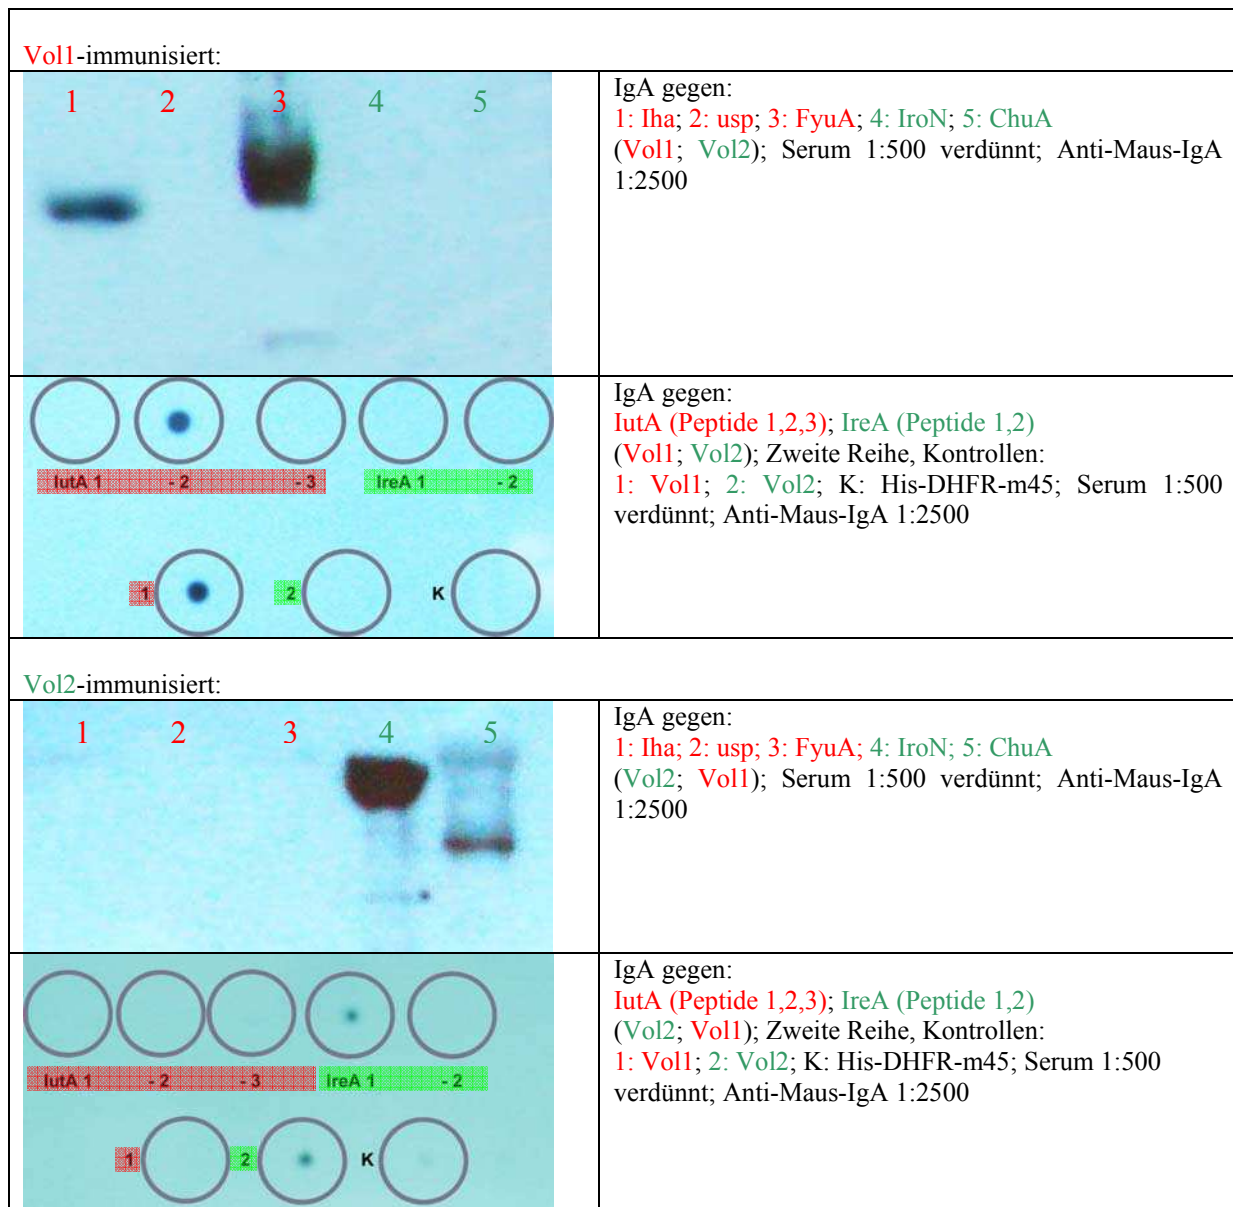 Vol1-immunisiert:
1 2 3 4 5
IgA gegen:
1: Iha; 2: usp; 3: FyuA; 4: IroN; 5: ChuA
(Vol1; Vol2); Serum 1:500 verdünnt; Anti-Maus-IgA
1:2500
IutA 1 - 2 - 3 IreA 1 - 2
1 2 K
IgA gegen:
IutA (Peptide 1,2,3); IreA (Peptide 1,2)
(Vol1; Vol2); Zweite Reihe, Kontrollen:
1: Vol1; 2: Vol2; K: His-DHFR-m45; Serum 1:500
verdünnt; Anti-Maus-IgA 1:2500
Vol2-immunisiert:
1 2 3 4 5
IgA gegen:
1: Iha; 2: usp; 3: FyuA; 4: IroN; 5: ChuA
(Vol2; Vol1); Serum 1:500 verdünnt; Anti-Maus-IgA
1:2500
IutA 1 - 2 - 3 IreA 1 - 2
1 2 K
IgA gegen:
IutA (Peptide 1,2,3); IreA (Peptide 1,2)
(Vol2; Vol1); Zweite Reihe, Kontrollen:
1: Vol1; 2: Vol2; K: His-DHFR-m45; Serum 1:500
verdünnt; Anti-Maus-IgA 1:2500